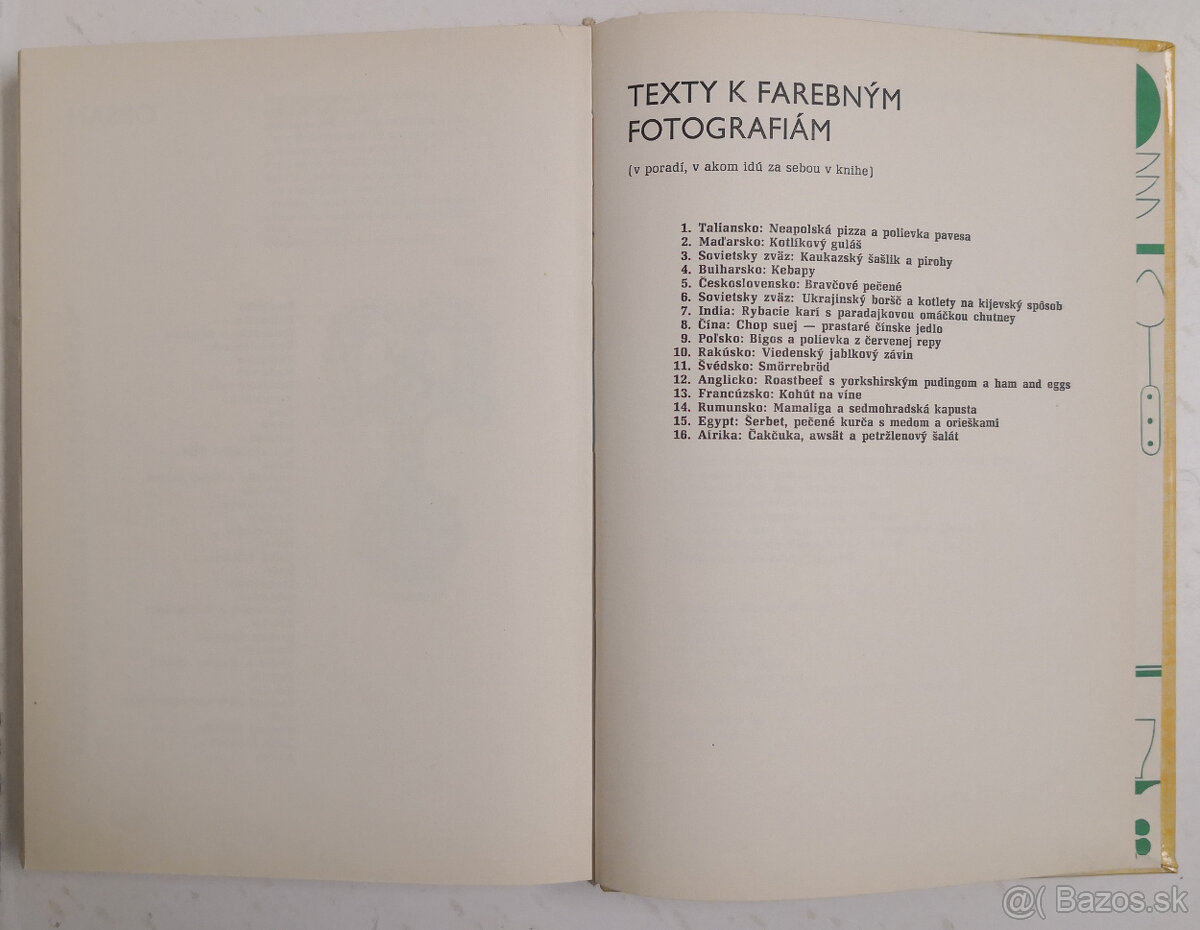 TEXTY K FAREBNÝM
FOTOGRAFIÁM
(v poradí, v akom idú za sebou v knihe)
1. Taliansko: Neapolská pizza a polievka pavesa
2. Maďarsko: Kotlíkový guláš
3. Sovietsky zväz: Kaukazský šašlik a pirohy
4. Bulharsko: Kebapy
5. Československo: Bravčové pečené
6. Sovietsky zväz: Ukrajinský boršč a kotlety na kijevský spôsob
7. India: Rybacie karí s paradajkovou omáčkou chutney
8. Čína: Chop suej — prastaré čínske jedlo
9. Poľsko: Bigos a polievka z červenej repy
10. Rakúsko: Viedenský jablkový závin
11. Švédsko: Smörrebröd
12. Anglicko: Roastbeef s yorkshirským pudingom a ham and eggs
13. Francúzsko: Kohút na víne
14. Rumunsko: Mamaliga a sedmohradská kapusta
15. Egypt: Šerbet, pečené kurča s medom a orieškami
16. Afrika: Čakčuka, awsät a petržlenový šalát
@( Bazos.sk